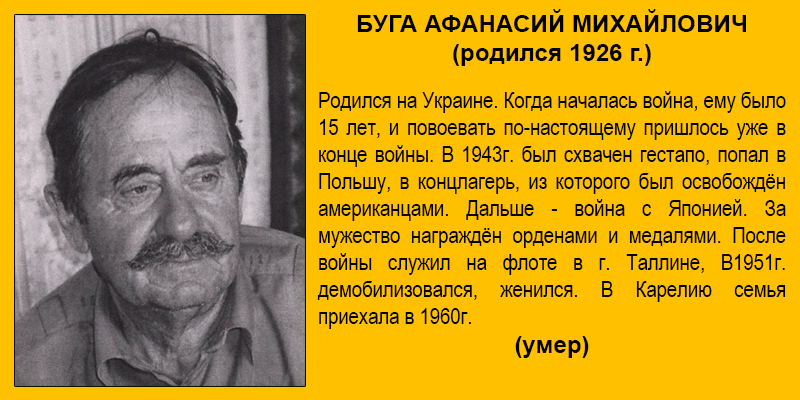 БУГА АФАНАСИЙ МИХАЙЛОВИЧ
(родился 1926 г.)
Родился на Украине. Когда началась война, ему было
15 лет, и повоевать по-настоящему пришлось уже в
конце войны. В 1943г. был схвачен гестапо, попал в
Польшу, в концлагерь, из которого был освобождён
американцами. Дальше - война с Японией. За
мужество награждён орденами и медалями. После
войны служил на флоте в г. Таллине, В1951г.
демобилизовался, женился. В Карелию семья
приехала в 1960г.
(умер)